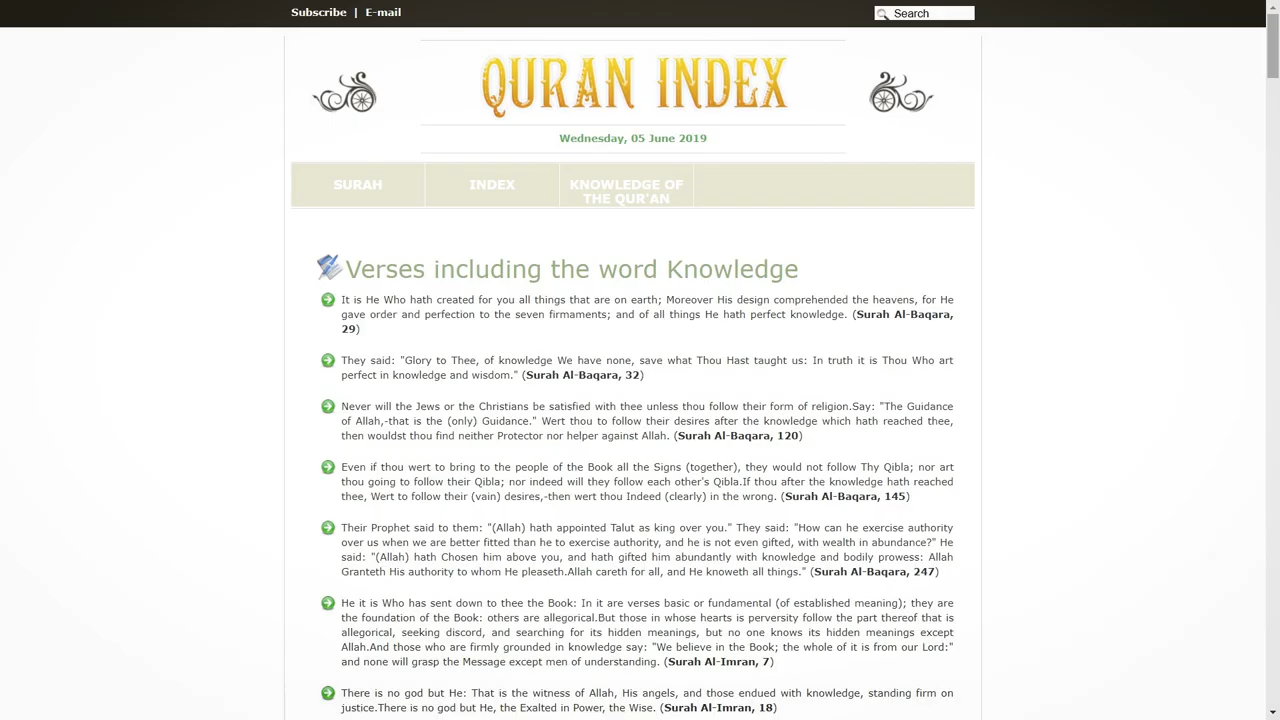 Subscribe | E-mail
Search
QURAN INDEX
Wednesday, 05 June 2019
SURAH
INDEX
KNOWLEDGE OF
THE QUR'AN
Verses including the word Knowledge
It is He Who hath created for you all things that are on earth; Moreover His design comprehended the heavens, for He
gave order and perfection to the seven firmaments; and of all things He hath perfect knowledge. (Surah Al-Baqara,
29)
They said: "Glory to Thee, of knowledge We have none, save what Thou Hast taught us: In truth it is Thou Who art
perfect in knowledge and wisdom." (Surah Al-Baqara, 32)
Never will the Jews or the Christians be satisfied with thee unless thou follow their form of religion.Say: "The Guidance
of Allah,-that is the (only) Guidance." Wert thou to follow their desires after the knowledge which hath reached thee,
then wouldst thou find neither Protector nor helper against Allah. (Surah Al-Baqara, 120)
Even if thou wert to bring to the people of the Book all the Signs (together), they would not follow Thy Qibla; nor art
thou going to follow their Qibla; nor indeed will they follow each other's Qibla.If thou after the knowledge hath reached
thee, Wert to follow their (vain) desires,-then wert thou Indeed (clearly) in the wrong. (Surah Al-Baqara, 145)
Their Prophet said to them: "(Allah) hath appointed Talut as king over you." They said: "How can he exercise authority
over us when we are better fitted than he to exercise authority, and he is not even gifted, with wealth in abundance?" He
said: "(Allah) hath Chosen him above you, and hath gifted him abundantly with knowledge and bodily prowess: Allah
Granteth His authority to whom He pleaseth.Allah careth for all, and He knoweth all things." (Surah Al-Baqara, 247)
He it is Who has sent down to thee the Book: In it are verses basic or fundamental (of established meaning); they are
the foundation of the Book: others are allegorical.But those in whose hearts is perversity follow the part thereof that is
allegorical, seeking discord, and searching for its hidden meanings, but no one knows its hidden meanings except
Allah.And those who are firmly grounded in knowledge say: "We believe in the Book; the whole of it is from our Lord:"
and none will grasp the Message except men of understanding. (Surah Al-Imran, 7)
There is no god but He: That is the witness of Allah, His angels, and those endued with knowledge, standing firm on
justice.There is no god but He, the Exalted in Power, the Wise. (Surah Al-Imran, 18)